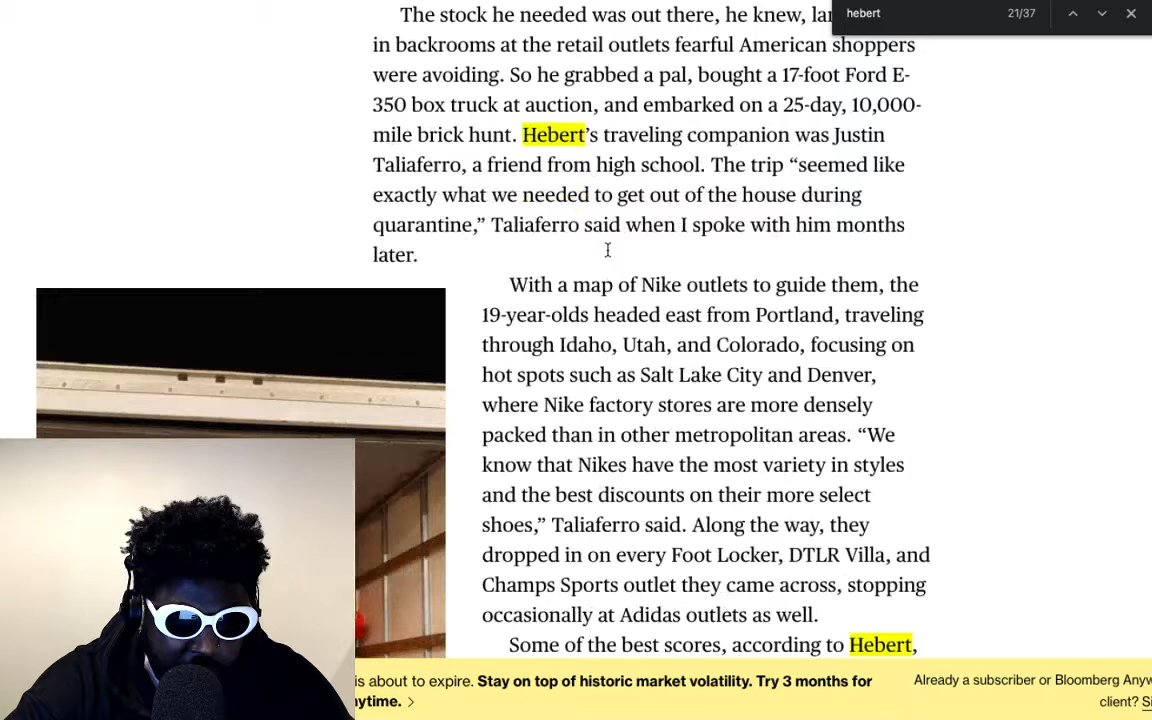 hebert
21/37
The stock he needed was out there, he knew,
in backrooms at the retail outlets fearful American shoppers
were avoiding. So he grabbed a pal, bought a 17-foot Ford E-
350 box truck at auction, and embarked on a 25-day, 10,000-
mile brick hunt. Hebert’s traveling companion was Justin
Taliaferro, a friend from high school. The trip “seemed like
exactly what we needed to get out of the house during
quarantine,” Taliaferro said when I spoke with him months
later.
With a map of Nike outlets to guide them, the
19-year-olds headed east from Portland, traveling
through Idaho, Utah, and Colorado, focusing on
hot spots such as Salt Lake City and Denver,
where Nike factory stores are more densely
packed than in other metropolitan areas. “We
know that Nikes have the most variety in styles
and the best discounts on their more select
shoes,” Taliaferro said. Along the way, they
dropped in on every Foot Locker, DTLR Villa, and
Champs Sports outlet they came across, stopping
occasionally at Adidas outlets as well.
Some of the best scores, according to Hebert,
is about to expire. Stay on top of historic market volatility. Try 3 months for
ytime. >
Already a subscriber or Bloomberg Anyw
client? Si